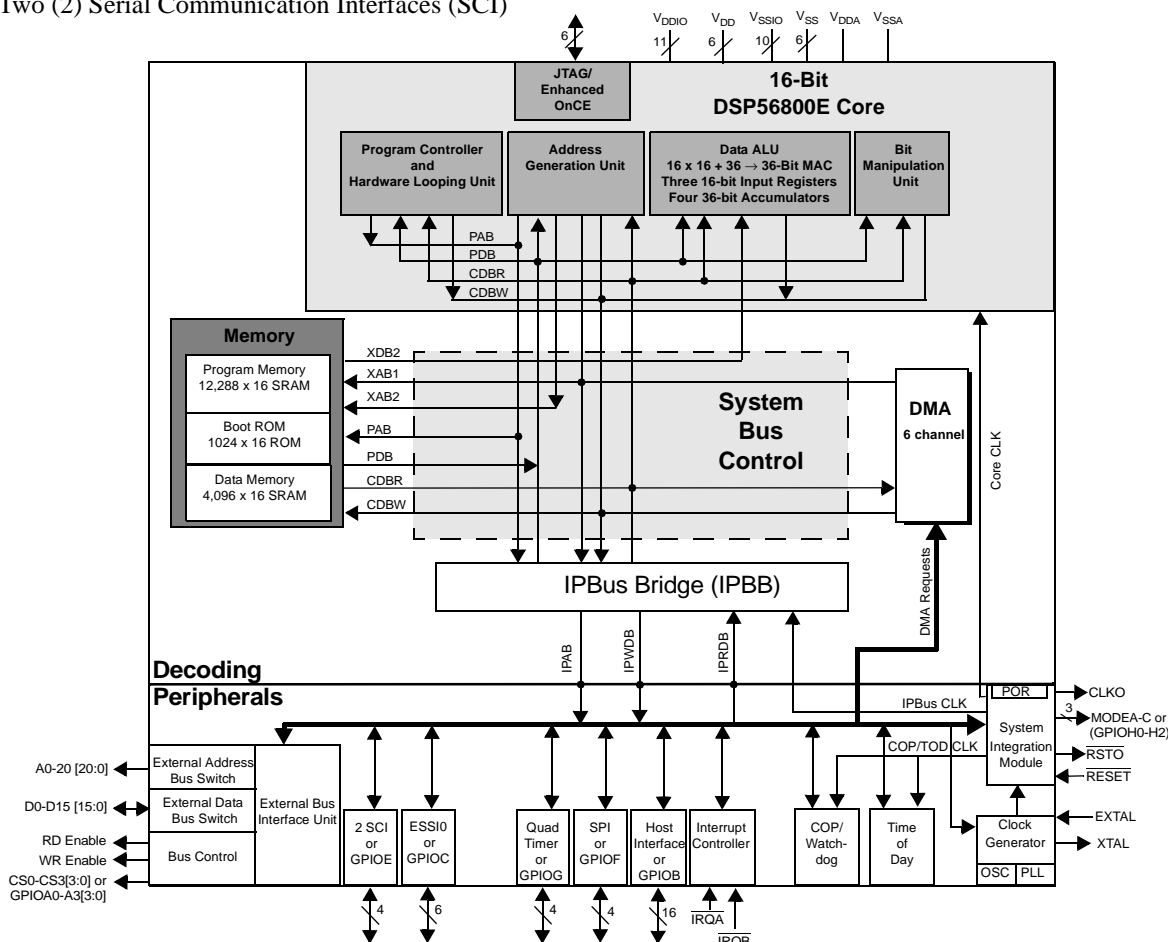 Two (2) Serial Communication Interfaces (SCI)
6
VDDIO
VDD
VSSIO
VSS
VDDA
VSSA
11
6
10
6
JTAG/
Enhanced
OnCE
16-Bit
DSP56800E Core
Program Controller
and
Hardware Looping Unit
Address
Generation Unit
Data ALU
16 x 16 + 36 → 36-Bit MAC
Three 16-bit Input Registers
Four 36-bit Accumulators
Bit
Manipulation
Unit
PAB
PDB
CDBR
CDBW
Memory
Program Memory
12,288 x 16 SRAM
Boot ROM
1024 x 16 ROM
Data Memory
4,096 x 16 SRAM
XDB2
XAB1
XAB2
PAB
PDB
CDBR
CDBW
System
Bus
Control
DMA
6 channel
Core CLK
IPBus Bridge (IPBB)
DMA Requests
IPAB
IPWDB
IPRDB
Decoding
Peripherals
IPBus CLK
POR
CLKO
3
MODEA-C or
(GPIOH0-H2)
System
Integration
Module
COP/TOD CLK
RSTO
RESET
A0-20 [20:0]
External Address
Bus Switch
D0-D15 [15:0]
External Data
Bus Switch
External Bus
Interface Unit
RD Enable
WR Enable
Bus Control
CS0-CS3[3:0] or
GPIOA0-A3[3:0]
2 SCI
or
GPIOE
ESSI0
or
GPIOC
Quad
Timer
or
GPIOG
SPI
or
GPIOF
Host
Interface
or
GPIOB
Interrupt
Controller
COP/
Watch-
dog
Time
of
Day
Clock
Generator
OSC
PLL
EXTAL
XTAL
4
6
4
4
16
IRQA
IRQB